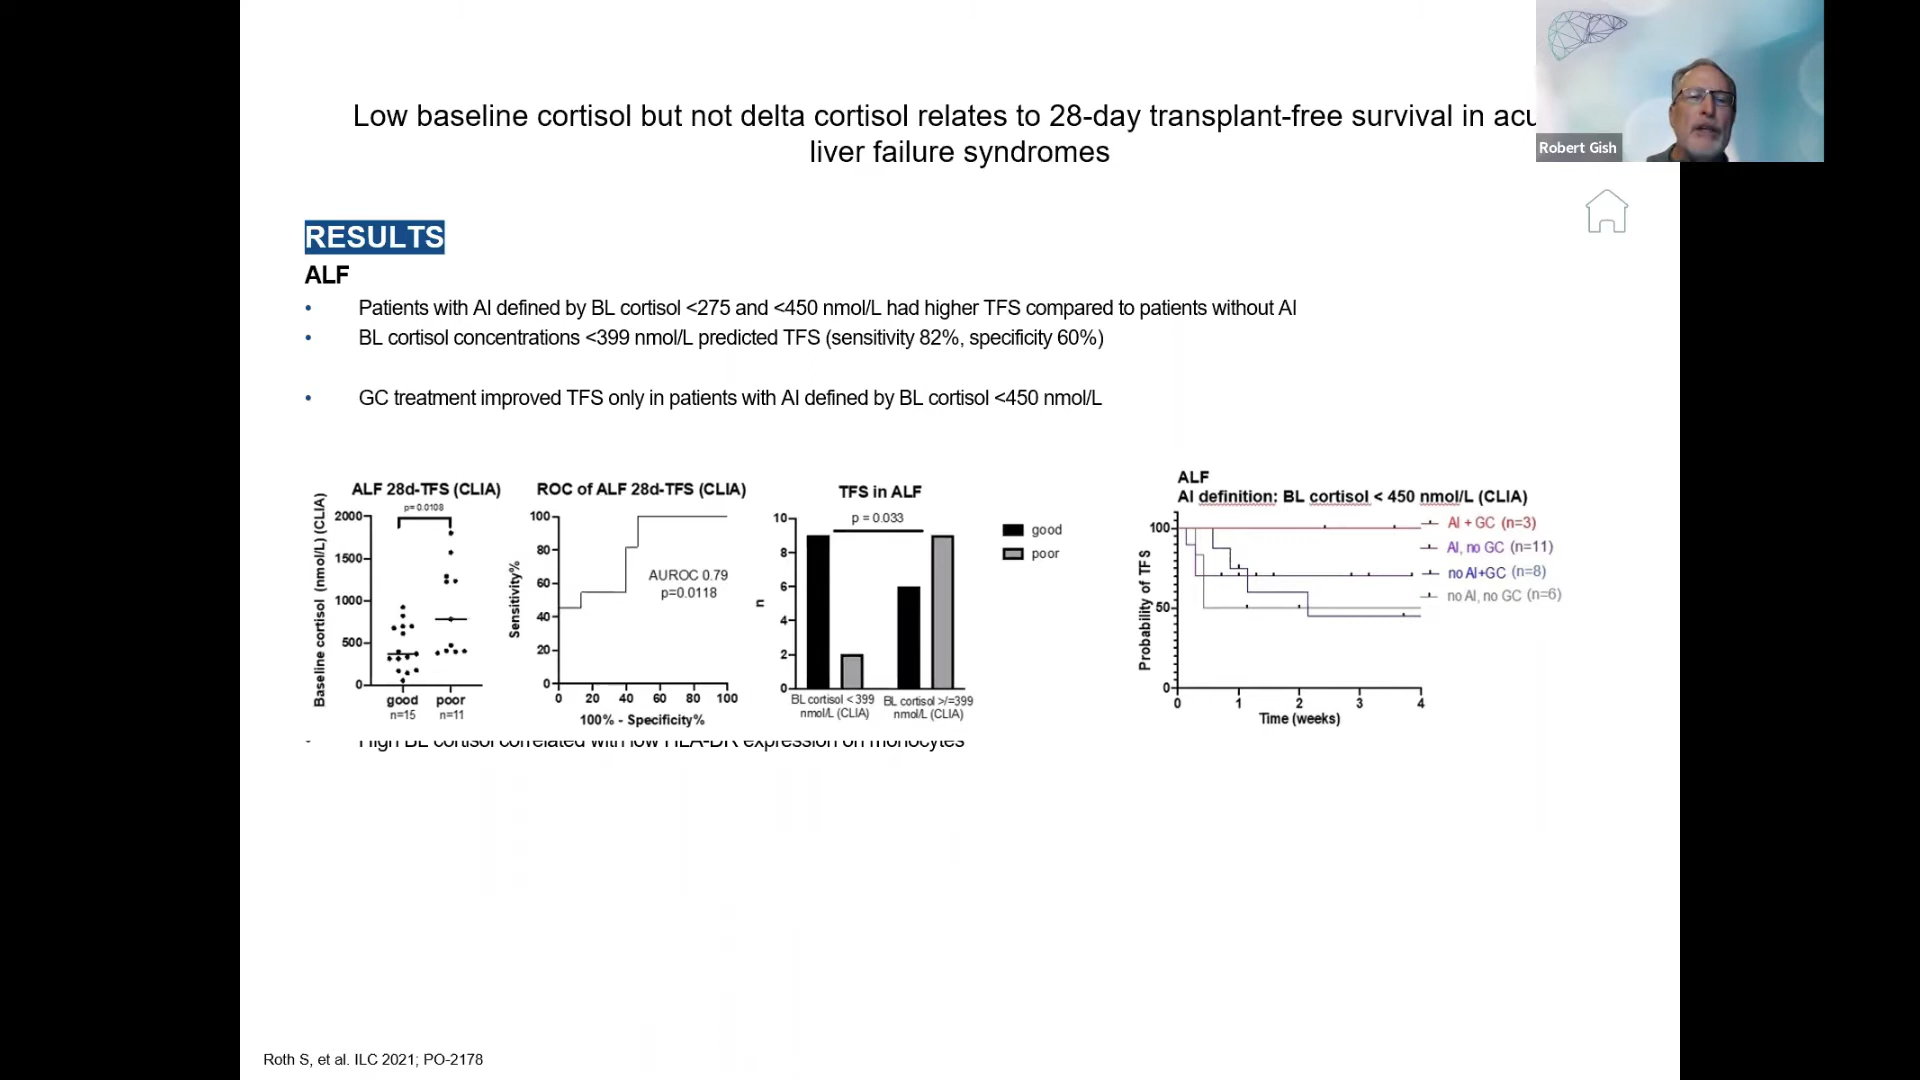 Low baseline cortisol but not delta cortisol relates to 28-day transplant-free survival in acu
liver failure syndromes
Robert Gish
RESULTS
ALF
• Patients with AI defined by BL cortisol <275 and <450 nmol/L had higher TFS compared to patients without AI
• BL cortisol concentrations <399 nmol/L predicted TFS (sensitivity 82%, specificity 60%)
• GC treatment improved TFS only in patients with AI defined by BL cortisol <450 nmol/L
ALF 28d-TFS (CLIA)
p=0.0108
Baseline cortisol (nmol/L) (CLIA)
2000
1500
1000
500
0
good
poor
n=15
n=11
ROC of ALF 28d-TFS (CLIA)
Sensitivity%
100
80
60
40
20
0
AUROC 0.79
p=0.0118
0 20 40 60 80 100
100% - Specificity%
TFS in ALF
p = 0.033
n
10
8
6
4
2
0
BL cortisol <399
nmol/L (CLIA)
BL cortisol >/=399
nmol/L (CLIA)
good
poor
ALF
AI definition: BL cortisol < 450 nmol/L (CLIA)
Probability of TFS
100
50
0
AI + GC (n=3)
AI, no GC (n=11)
no AI+GC (n=8)
no AI, no GC (n=6)
0 1 2 3 4
Time (weeks)
• High BL cortisol correlated with low HLA-DR expression on monocytes
Roth S, et al. ILC 2021; PO-2178